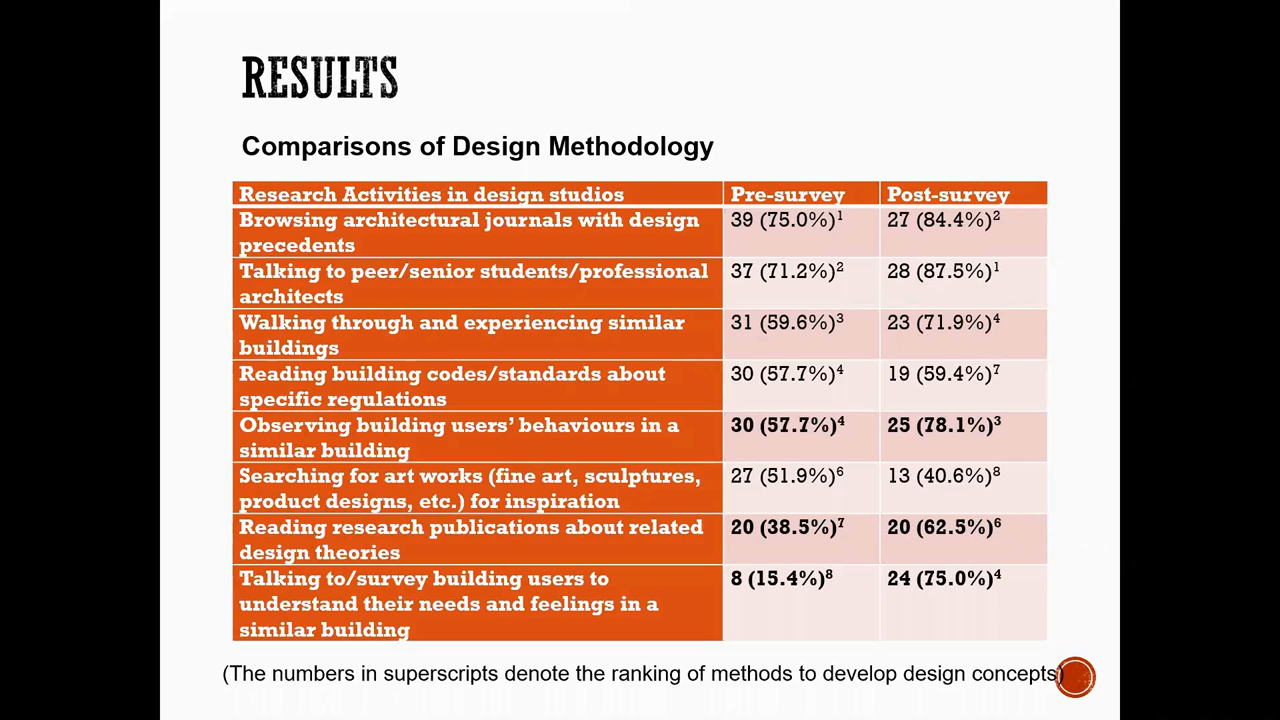 RESULTS
Comparisons of Design Methodology
Research Activities in design studios Pre-survey Post-survey
Browsing architectural journals with design 39 (75.0%)¹ 27 (84.4%)²
precedents
Talking to peer/senior students/professional 37 (71.2%)² 28 (87.5%)¹
architects
Walking through and experiencing similar 31 (59.6%)³ 23 (71.9%)⁴
buildings
Reading building codes/standards about 30 (57.7%)⁴ 19 (59.4%)⁷
specific regulations
Observing building users’ behaviours in a 30 (57.7%)⁴ 25 (78.1%)³
similar building
Searching for art works (fine art, sculptures, 27 (51.9%)⁶ 13 (40.6%)⁸
product designs, etc.) for inspiration
Reading research publications about related 20 (38.5%)⁷ 20 (62.5%)⁶
design theories
Talking to/survey building users to 8 (15.4%)⁸ 24 (75.0%)⁴
understand their needs and feelings in a
similar building
(The numbers in superscripts denote the ranking of methods to develop design concepts)